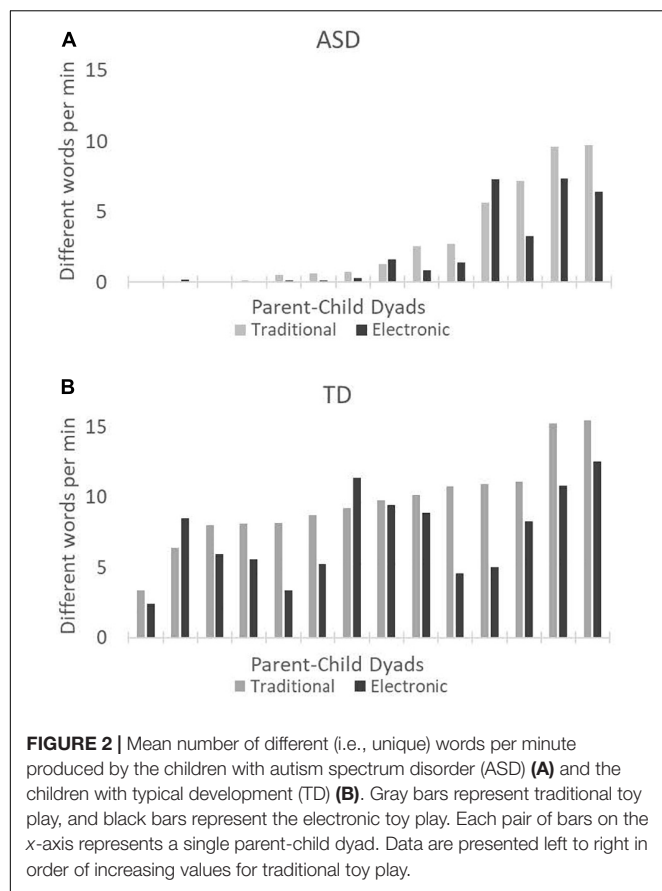 A
ASD
15
10
5
0
Different words per min
Parent-Child Dyads
Traditional Electronic
B
TD
15
10
5
0
Different words per min
Parent-Child Dyads
Traditional Electronic
FIGURE 2 | Mean number of different (i.e., unique) words per minute
produced by the children with autism spectrum disorder (ASD) (A) and the
children with typical development (TD) (B). Gray bars represent traditional toy
play, and black bars represent the electronic toy play. Each pair of bars on the
x-axis represents a single parent-child dyad. Data are presented left to right in
order of increasing values for traditional toy play.